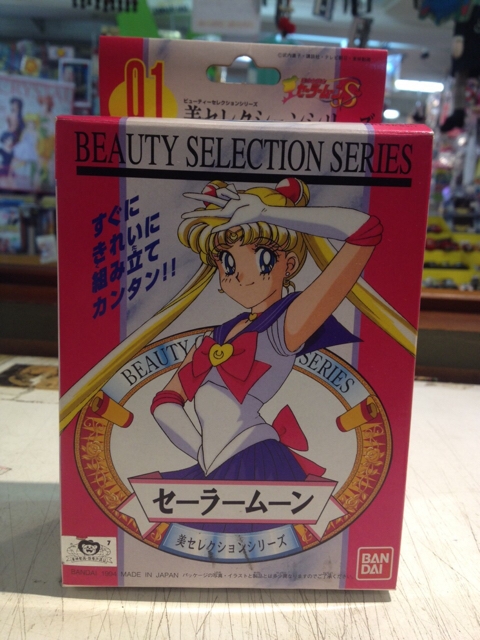 01
ビューティーセレクションシリーズ
美セレクションシリーズ
セーラームーンS
BEAUTY SELECTION SERIES
すぐに
きれいに
組み立て
カンタン!!
BEAUTY
SERIES
セーラームーン
美セレクションシリーズ
BAN
DAI
7
BANDAI 1994 MADE IN JAPAN